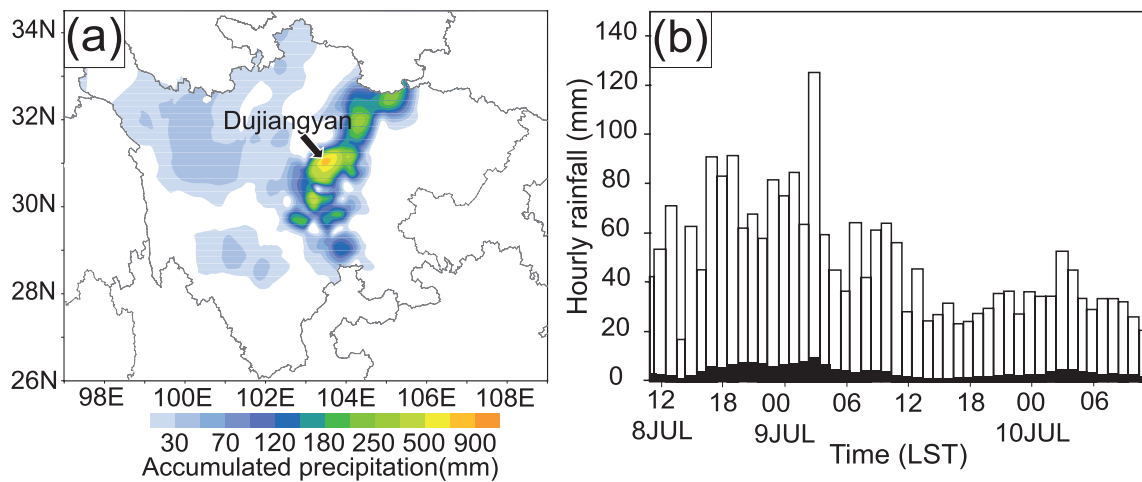 (a)
34N
32N
30N
28N
26N
Dujiangyan
98E 100E 102E 104E 106E 108E
30 70 120 180 250 500 900
Accumulated precipitation(mm)
(b)
Hourly rainfall (mm)
140
120
100
80
60
40
20
0
12 18 00 06 12 18 00 06
8JUL 9JUL 10JUL
Time (LST)